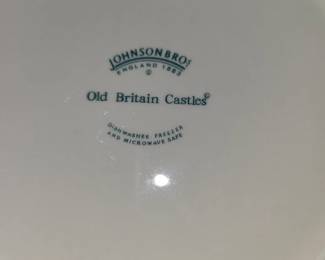 JOHNSON BROS
ENGLAND 1883
©
Old Britain Castles©
DISHWASHER FREEZER
AND MICROWAVE SAFE